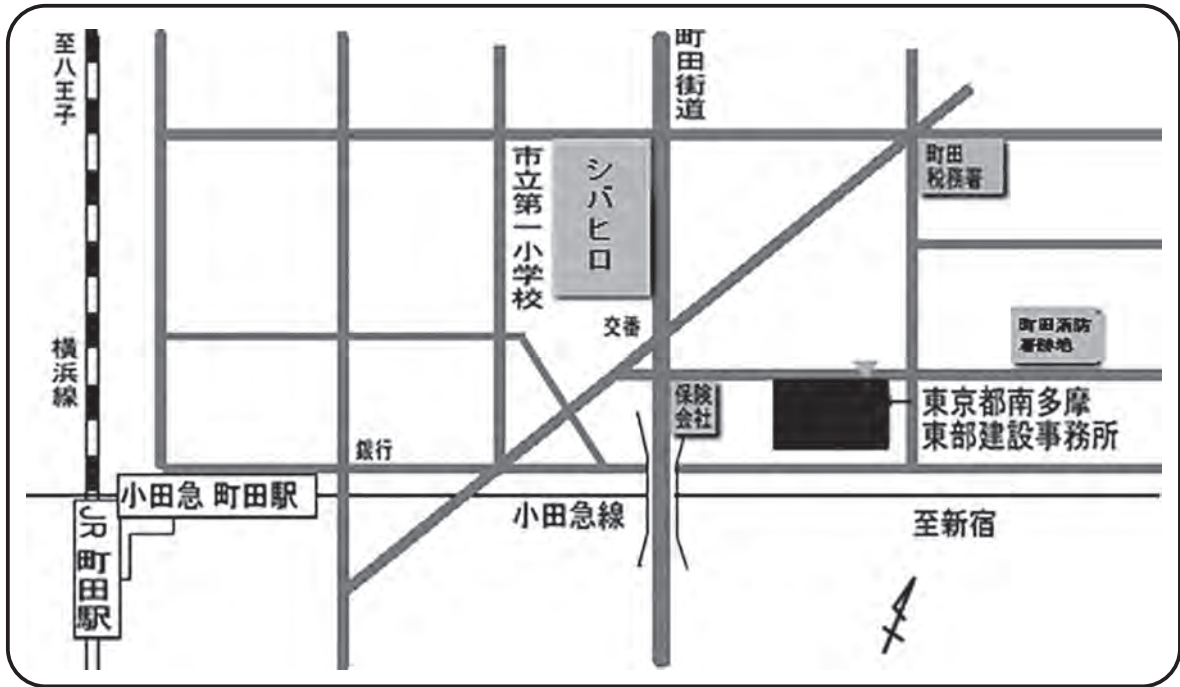 至八王子
町田街道
町田
税務署
市立第一小学校
シバヒロ
交番
町田消防
署跡地
横浜線
保険
会社
東京都南多摩
東部建設事務所
銀行
小田急 町田駅
小田急線
至新宿
JR町田駅